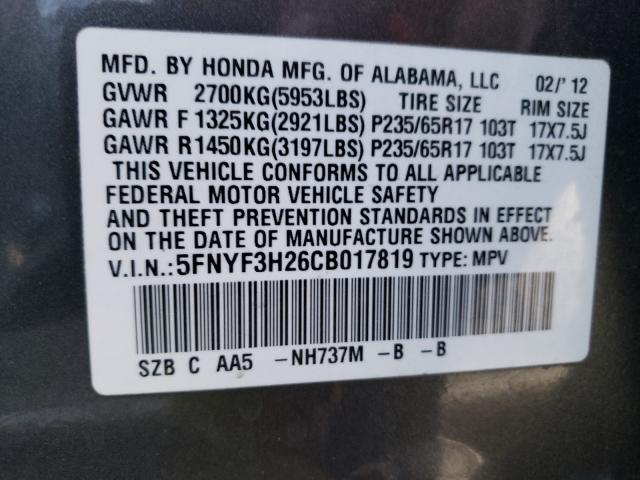 MFD. BY HONDA MFG. OF ALABAMA, LLC 02/' 12
GVWR 2700KG(5953LBS) TIRE SIZE RIM SIZE
GAWR F 1325KG(2921LBS) P235/65R17 103T 17X7.5J
GAWR R1450KG(3197LBS) P235/65R17 103T 17X7.5J
THIS VEHICLE CONFORMS TO ALL APPLICABLE
FEDERAL MOTOR VEHICLE SAFETY
AND THEFT PREVENTION STANDARDS IN EFFECT
ON THE DATE OF MANUFACTURE SHOWN ABOVE.
V.I.N.: 5FNYF3H26CB017819 TYPE: MPV
SZB C AA5 -NH737M -B -B